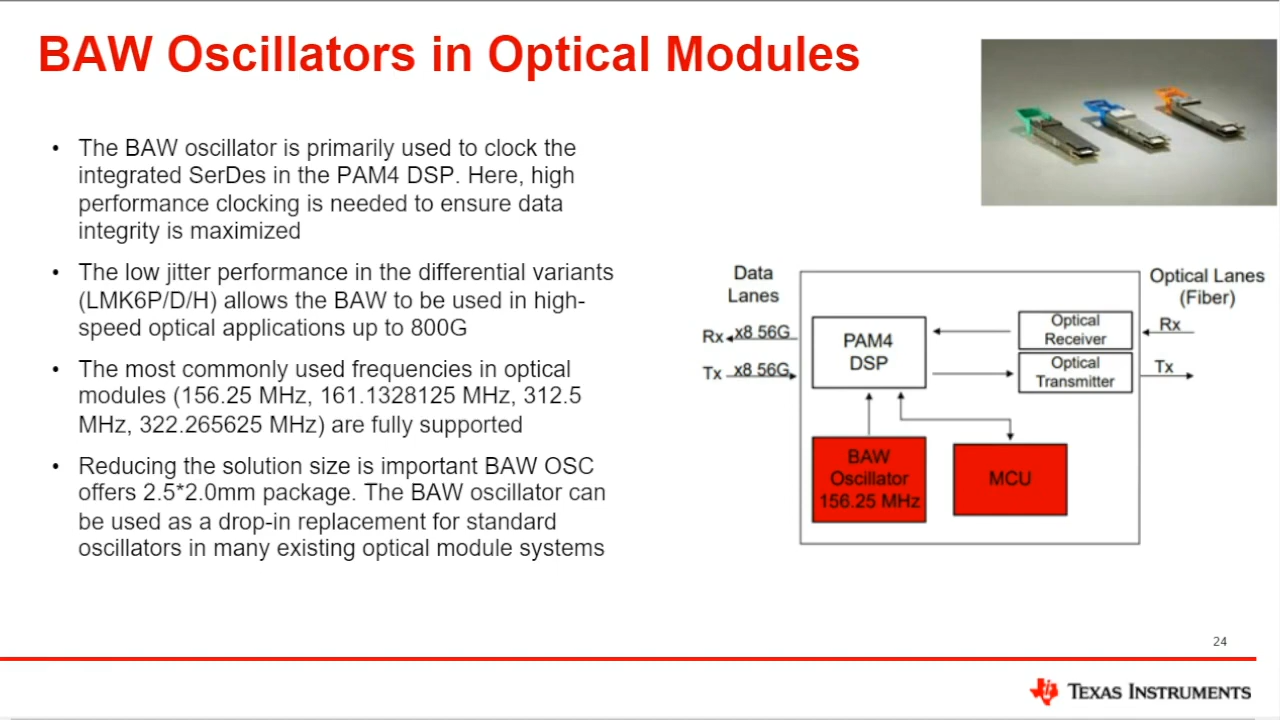 BAW Oscillators in Optical Modules
• The BAW oscillator is primarily used to clock the
integrated SerDes in the PAM4 DSP. Here, high
performance clocking is needed to ensure data
integrity is maximized
• The low jitter performance in the differential variants
(LMK6P/D/H) allows the BAW to be used in high-
speed optical applications up to 800G
• The most commonly used frequencies in optical
modules (156.25 MHz, 161.1328125 MHz, 312.5
MHz, 322.265625 MHz) are fully supported
• Reducing the solution size is important BAW OSC
offers 2.5*2.0mm package. The BAW oscillator can
be used as a drop-in replacement for standard
oscillators in many existing optical module systems
Data
Lanes
Optical Lanes
(Fiber)
Rx x8 56G
Tx x8 56G
PAM4
DSP
Optical
Receiver
Optical
Transmitter
Rx
Tx
BAW
Oscillator
156.25 MHz
MCU
24
TEXAS INSTRUMENTS